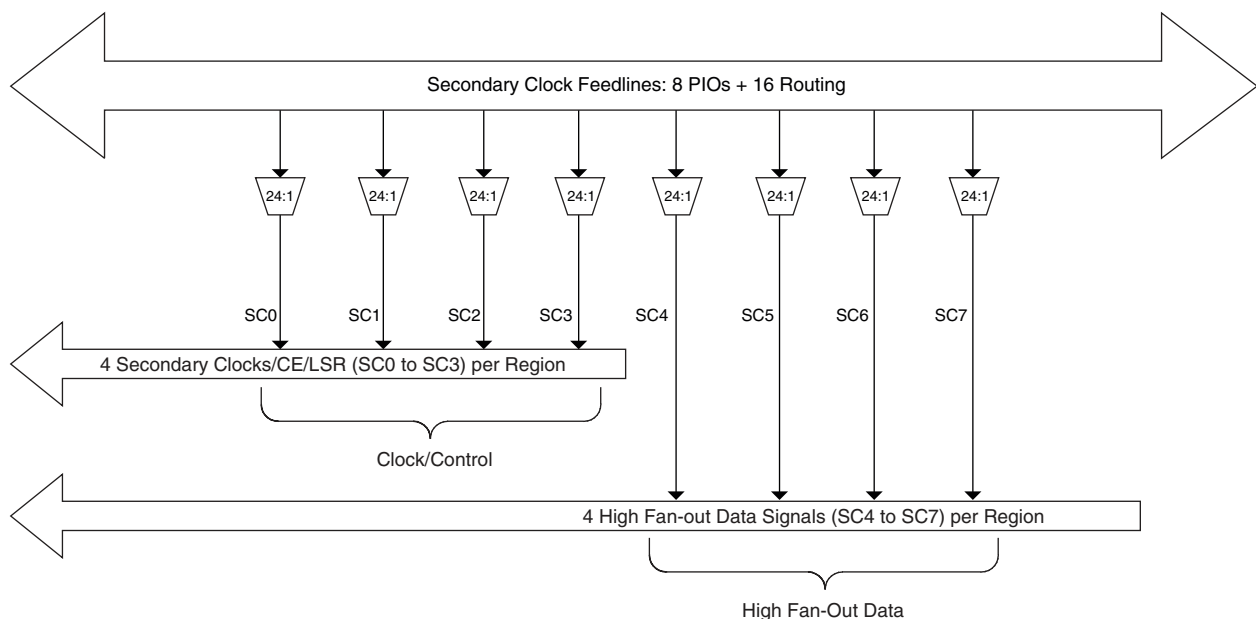 Secondary Clock Feedlines: 8 PIOs + 16 Routing
24:1 24:1 24:1 24:1 24:1 24:1 24:1 24:1
SC0 SC1 SC2 SC3 SC4 SC5 SC6 SC7
4 Secondary Clocks/CE/LSR (SC0 to SC3) per Region
Clock/Control
4 High Fan-out Data Signals (SC4 to SC7) per Region
High Fan-Out Data